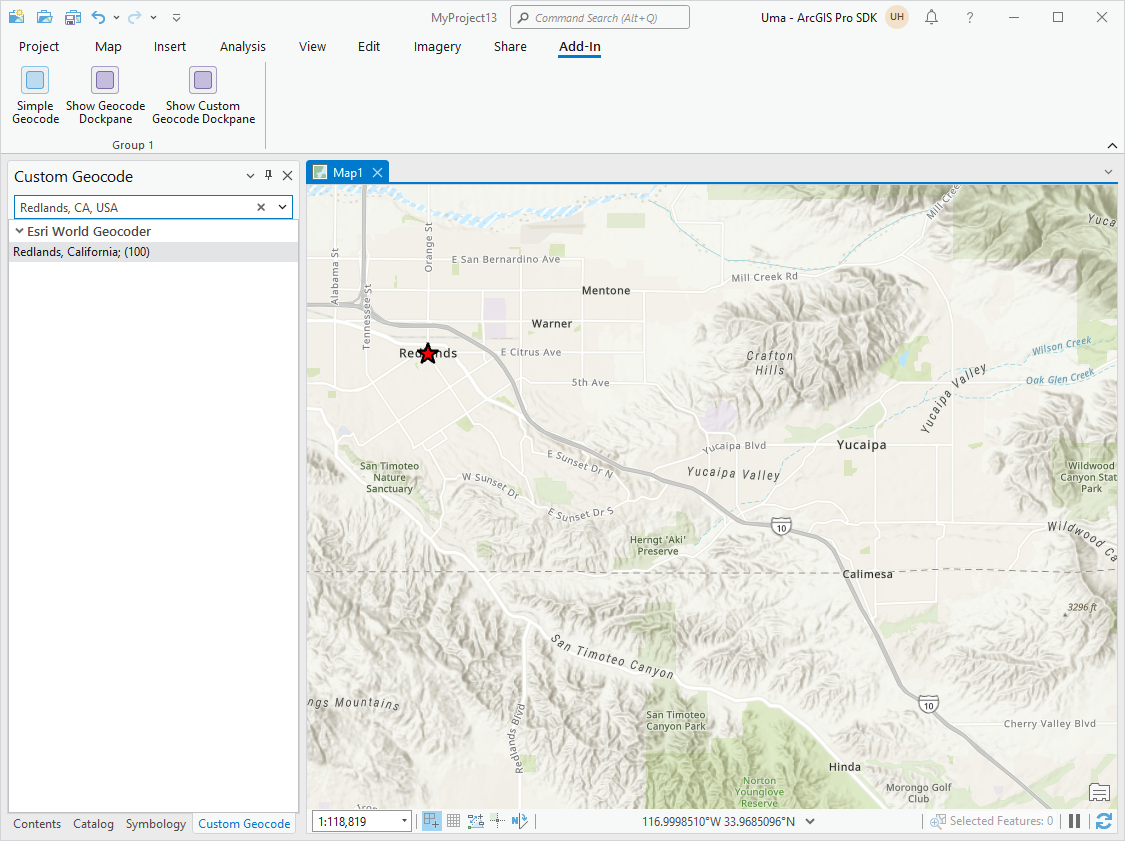 MyProject13
Command Search (Alt+Q)
Uma - ArcGIS Pro SDK
UH
?
Project
Map
Insert
Analysis
View
Edit
Imagery
Share
Add-In
Simple
Geocode
Show Geocode
Dockpane
Show Custom
Geocode Dockpane
Group 1
Custom Geocode
Redlands, CA, USA
Esri World Geocoder
Redlands, California; (100)
Map1
Mill Creek
Yuca
Orange St
Alabama St
E San Bernardino Ave
Mill Creek Rd
Mentone
Tennessee St
Warner
Redlands
E Citrus Ave
Crafton
Hills
Wilson Creek
Oak Glen Creek
5th Ave
Yucaipa Valley
Yucaipa Blvd
Yucaipa
E Sunset Dr N
Yucaipa Valley
San Timoteo
Nature
Sanctuary
W Sunset Dr
Wildwood
Canyon Stat
Park
E Sunset Dr S
10
Wildwood Ca
Herngt 'Aki'
Preserve
Calimesa
3296 ft
San Timoteo Canyon
ngs Mountains
Redlands Blvd
10
San Timoteo
Canyon Park
Cherry Valley Blvd
Hinda
Norton
Younglove
Reserve
Morongo Golf
Club
Contents
Catalog
Symbology
Custom Geocode
1:118,819
N
116.9998510°W 33.9685096°N
Selected Features: 0